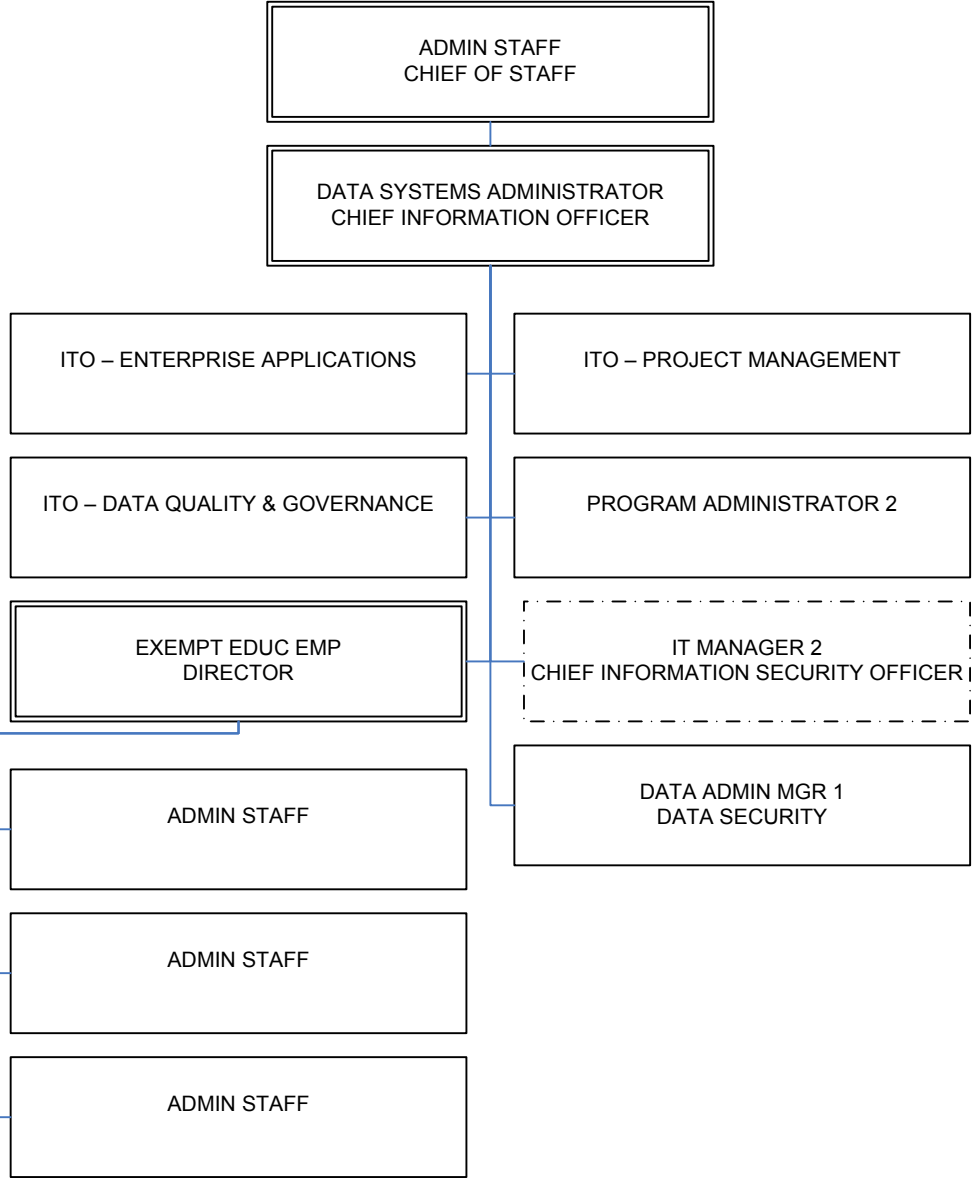 ADMIN STAFF
CHIEF OF STAFF
DATA SYSTEMS ADMINISTRATOR
CHIEF INFORMATION OFFICER
ITO – ENTERPRISE APPLICATIONS
ITO – PROJECT MANAGEMENT
ITO – DATA QUALITY & GOVERNANCE
PROGRAM ADMINISTRATOR 2
EXEMPT EDUC EMP
DIRECTOR
IT MANAGER 2
CHIEF INFORMATION SECURITY OFFICER
ADMIN STAFF
DATA ADMIN MGR 1
DATA SECURITY
ADMIN STAFF
ADMIN STAFF